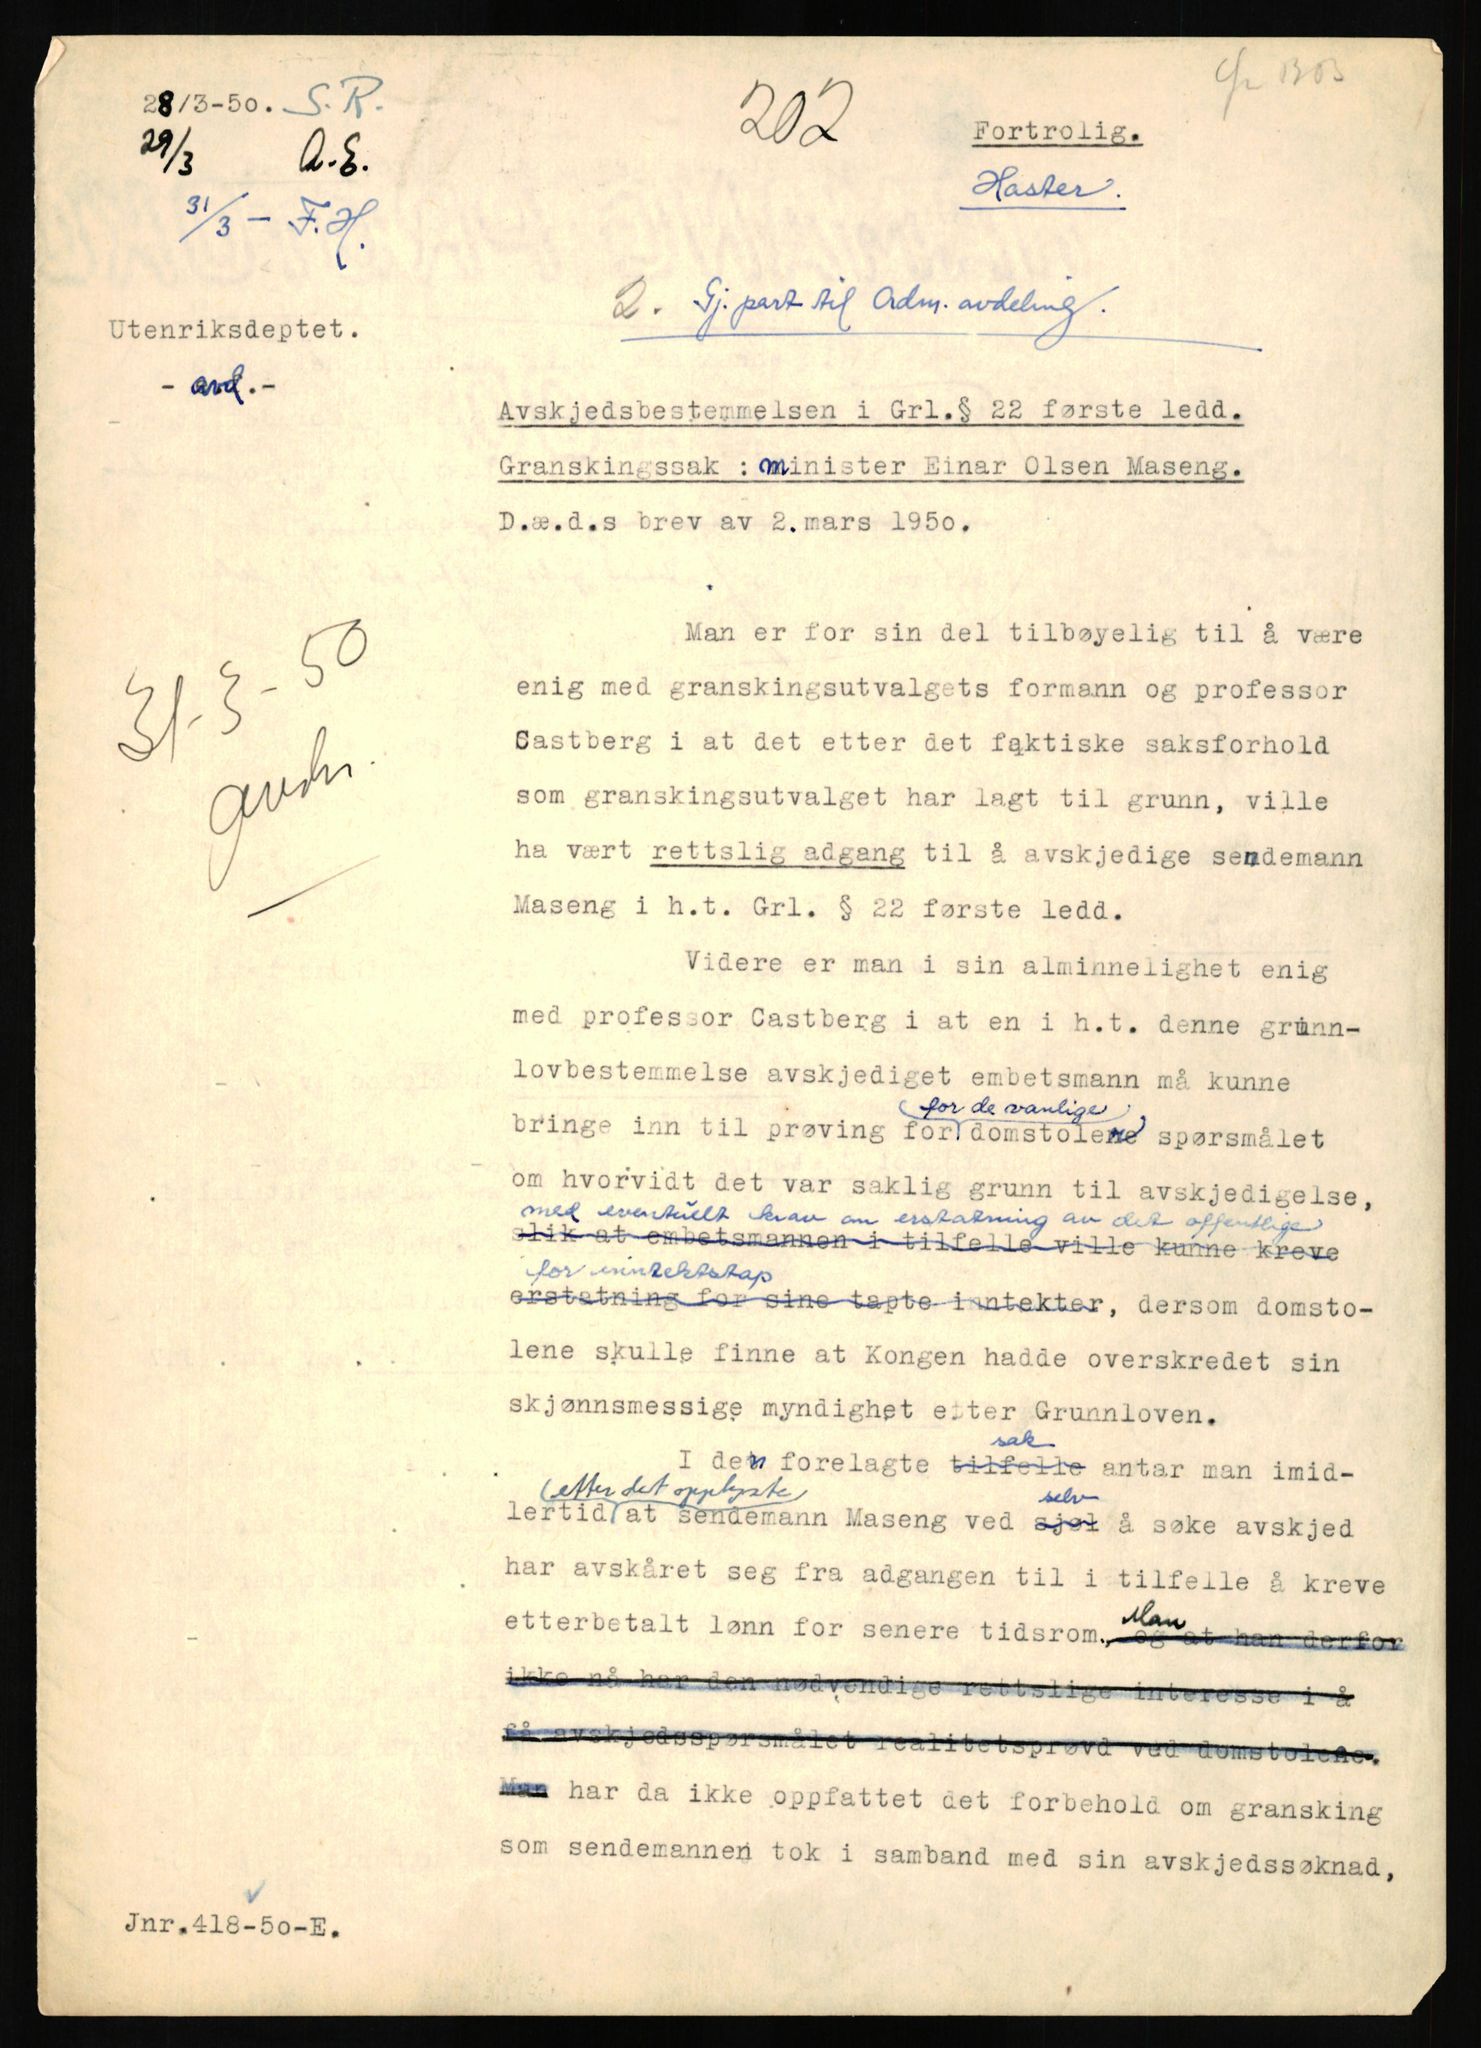 28/3-50. S.R.
29/3 A.E.
31/3 - F.H.
202
Fortrolig.
Haster.
2. Gj.part til Adm. avdeling.
Utenriksdeptet.
- avd.-
Avskjedsbestemmelsen i Grl.§ 22 første ledd.
Granskingssak : minister Einar Olsen Maseng.
D.æ.d.s brev av 2.mars 1950.
31-3-50
Man er for sin del tilbøyelig til å være
enig med granskingsutvalgets formann og professor
Castberg i at det etter det faktiske saksforhold
som granskingsutvalget har lagt til grunn, ville
ha vært rettslig adgang til å avskjedige sendemann
Maseng i h.t. Grl. § 22 første ledd.
Videre er man i sin alminnelighet enig
med professor Castberg i at en i h.t. denne grunn-
lovbestemmelse avskjediget embetsmann må kunne
for de vanlige
bringe inn til prøving for domstolene spørsmålet
om hvorvidt det var saklig grunn til avskjedigelse,
med eventuelt krav om erstatning av det offentlige
slik at embetsmannen i tilfelle ville kunne kreve
for inntektstap
erstatning for sine tapte inntekter, dersom domsto-
lene skulle finne at Kongen hadde overskredet sin
skjønnsmessige myndighet etter Grunnloven.
sak
I den forelagte tilfelle antar man imid-
etter det opplyste selv
lertid at sendemann Maseng ved sjøl å søke avskjed
har avskåret seg fra adgangen til i tilfelle å kreve
Man
etterbetalt lønn for senere tidsrom, og at han derfor
ikke nå har den nødvendige rettslige interesse i å
få avskjedsspørsmålet realitetsprøvd ved domstolene.
Man har da ikke oppfattet det forbehold om gransking
som sendemannen tok i samband med sin avskjedssøknad,
Jnr.418-50-E.